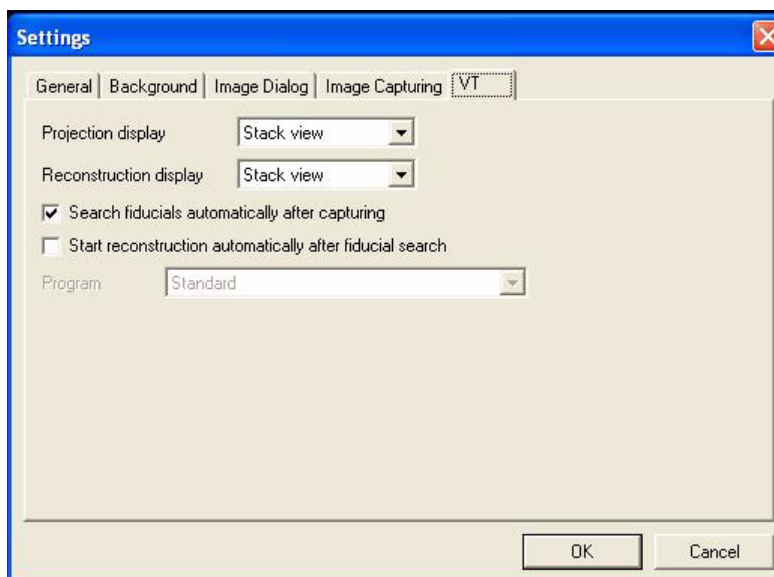 Settings
General Background Image Dialog Image Capturing VT
Projection display Stack view
Reconstruction display Stack view
Search fiducials automatically after capturing
Start reconstruction automatically after fiducial search
Program Standard
OK Cancel